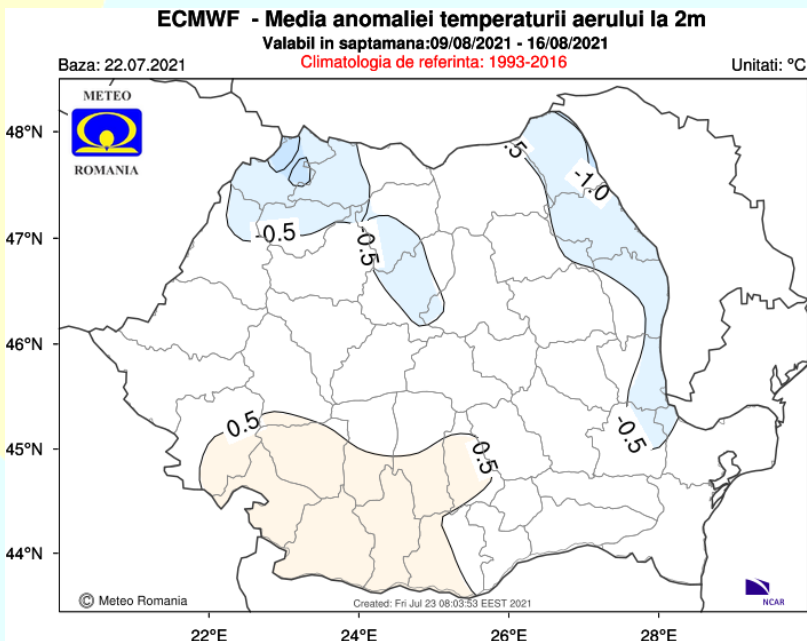 ECMWF - Media anomaliei temperaturii aerului la 2m
Valabil in saptamana:09/08/2021 - 16/08/2021
Baza: 22.07.2021
Climatologia de referinta: 1993-2016
Unitati: °C
METEO
ROMANIA
48°N
47°N
46°N
45°N
44°N
.5
-1.0
-0.5
-0.5
0.5
0.5
-0.5
© Meteo Romania
Created: Fri Jul 23 08:03:53 EEST 2021
NCAR
22°E
24°E
26°E
28°E